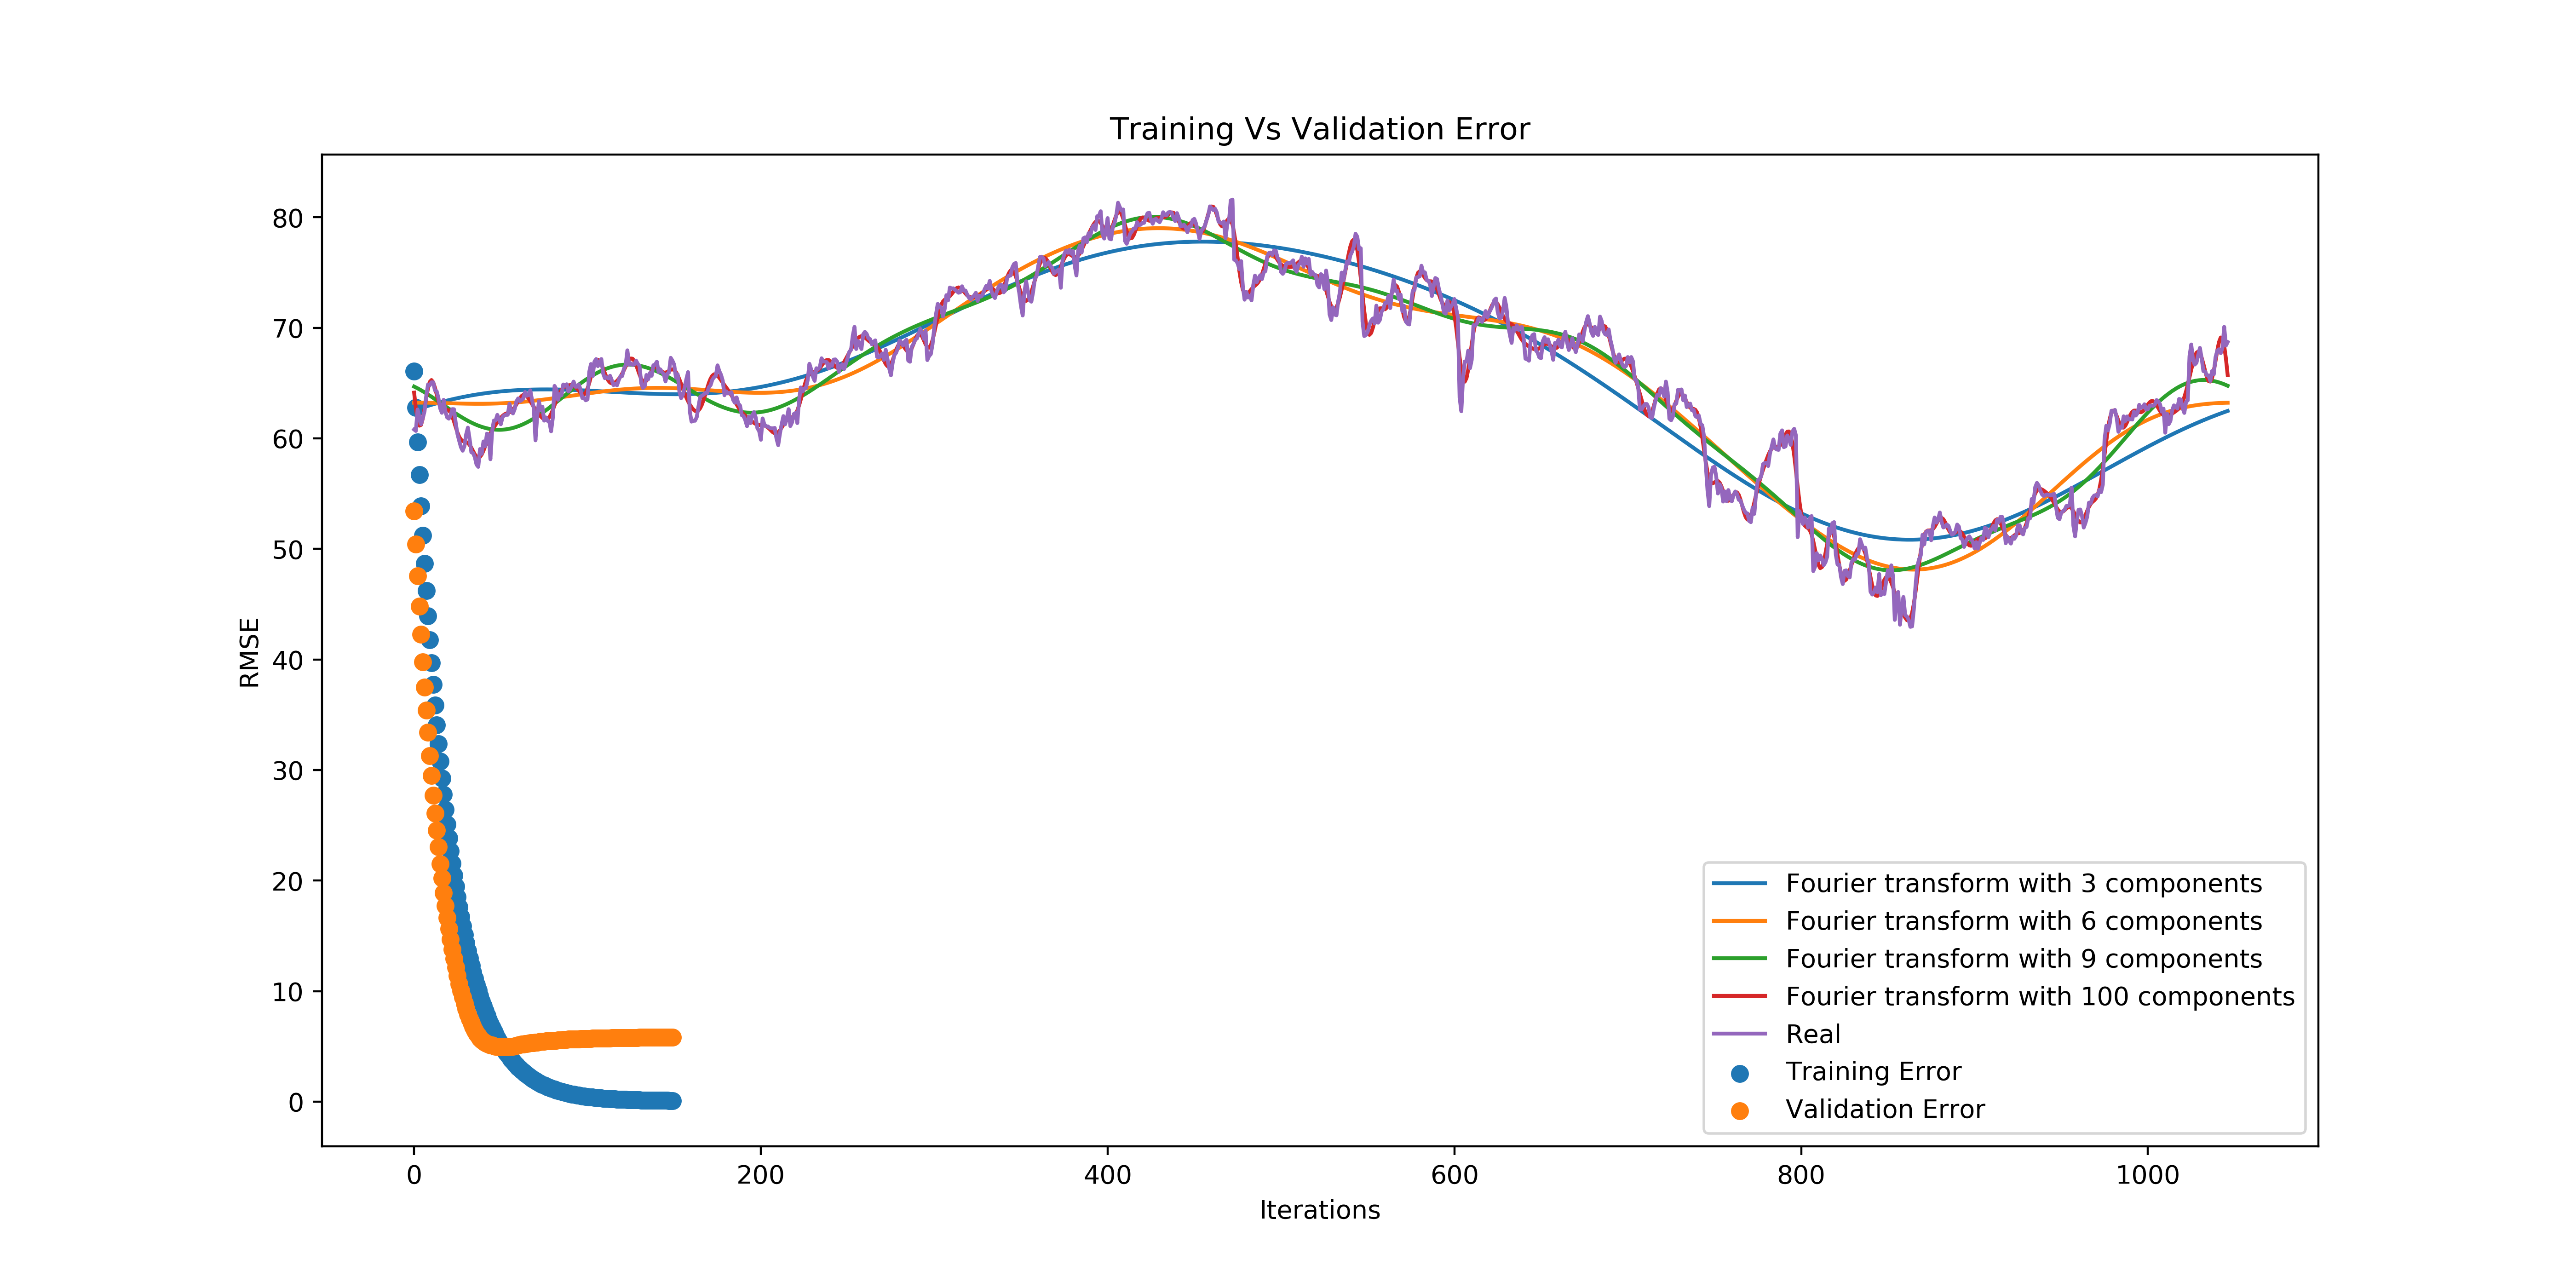 Training Vs Validation Error
80
70
60
50
40
30
20
10
0
RMSE
0 200 400 600 800 1000
Iterations
Fourier transform with 3 components
Fourier transform with 6 components
Fourier transform with 9 components
Fourier transform with 100 components
Real
Training Error
Validation Error